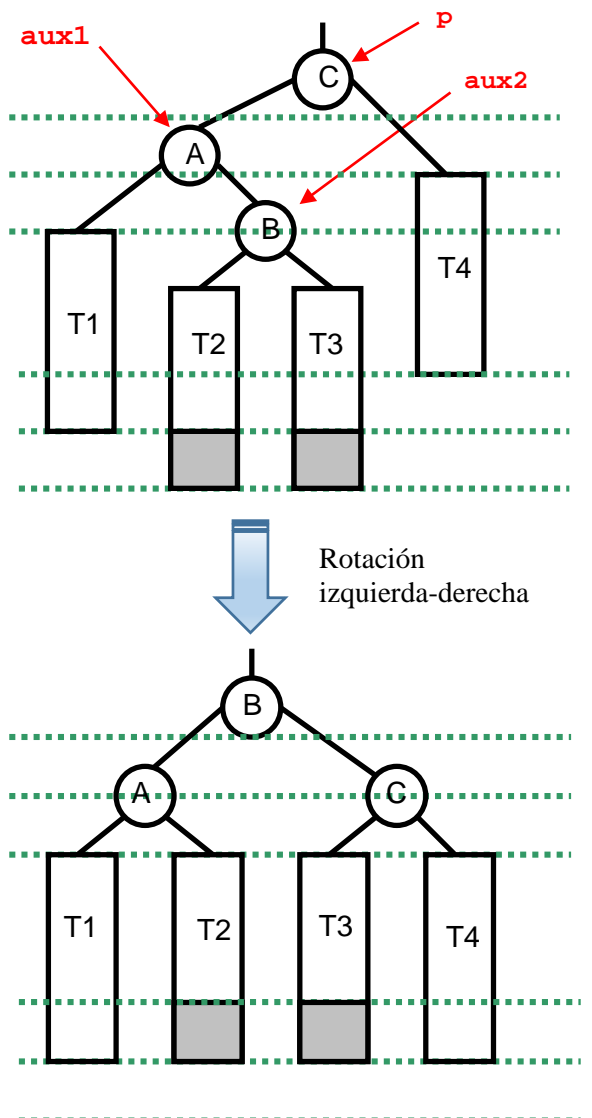 p
aux1
C
aux2
A
B
T4
T1
T2
T3
Rotación
izquierda-derecha
B
A
C
T1
T2
T3
T4